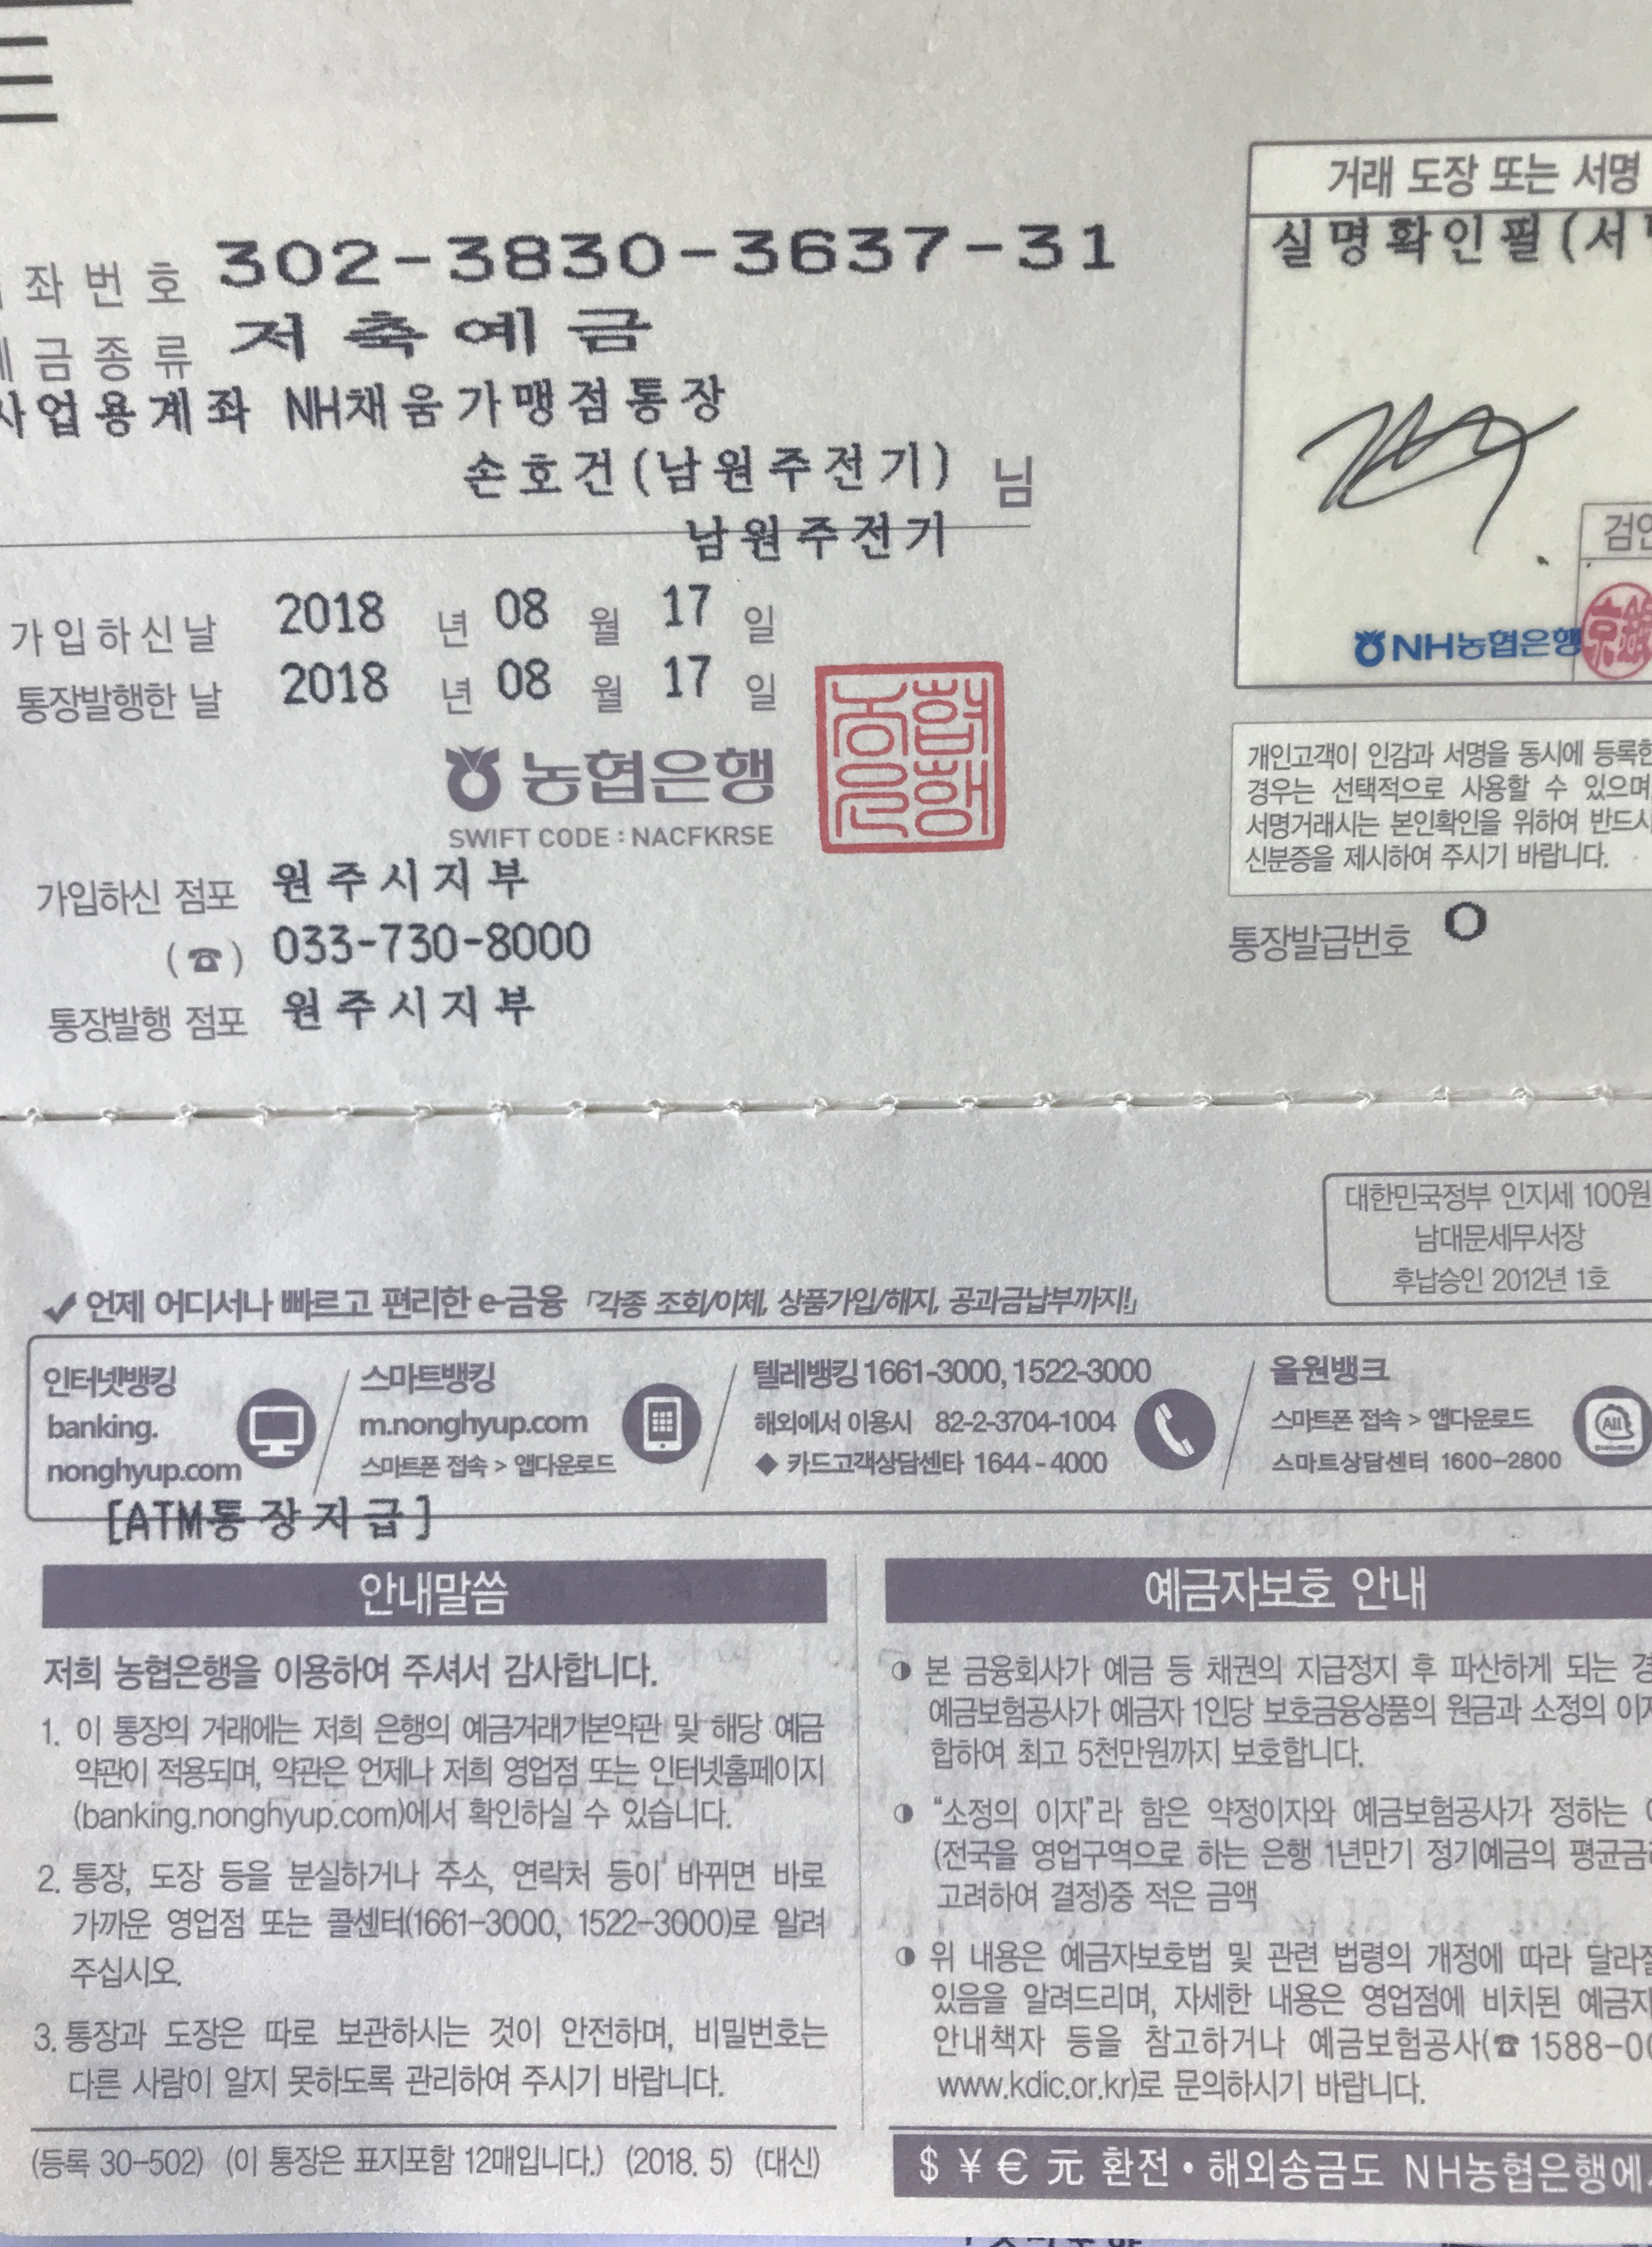 거래 도장 또는 서명
실명확인필(서
좌번호 302-3830-3637-31
금종류 저축예금
사업용계좌 NH채움가맹점통장
손호건(남원주전기) 님
남원주전기
검인
가입하신날 2018 년 08 월 17 일
통장발행한 날 2018 년 08 월 17 일
NH농협은행
농협은행
농협은행
SWIFT CODE : NACFKRSE
개인고객이 인감과 서명을 동시에 등록한
경우는 선택적으로 사용할 수 있으며
서명거래시는 본인확인을 위하여 반드시
신분증을 제시하여 주시기 바랍니다.
가입하신 점포 원주시지부
(☎) 033-730-8000
통장발행 점포 원주시지부
통장발급번호 0
대한민국정부 인지세 100원
남대문세무서장
후납승인 2012년 1호
✔ 언제 어디서나 빠르고 편리한 e-금융 「각종 조회/이체, 상품가입/해지, 공과금납부까지!」
인터넷뱅킹
banking.
nonghyup.com
스마트뱅킹
m.nonghyup.com
스마트폰 접속 > 앱다운로드
텔레뱅킹 1661-3000, 1522-3000
해외에서 이용시 82-2-3704-1004
◆ 카드고객상담센타 1644-4000
올원뱅크
스마트폰 접속 > 앱다운로드
스마트상담센터 1600-2800
All
[ATM통장지급]
안내말씀
저희 농협은행을 이용하여 주셔서 감사합니다.
1. 이 통장의 거래에는 저희 은행의 예금거래기본약관 및 해당 예금
약관이 적용되며, 약관은 언제나 저희 영업점 또는 인터넷홈페이지
(banking.nonghyup.com)에서 확인하실 수 있습니다.
2. 통장, 도장 등을 분실하거나 주소, 연락처 등이 바뀌면 바로
가까운 영업점 또는 콜센터(1661-3000, 1522-3000)로 알려
주십시오.
3. 통장과 도장은 따로 보관하시는 것이 안전하며, 비밀번호는
다른 사람이 알지 못하도록 관리하여 주시기 바랍니다.
(등록 30-502) (이 통장은 표지포함 12매입니다.) (2018. 5) (대신)
예금자보호 안내
◑ 본 금융회사가 예금 등 채권의 지급정지 후 파산하게 되는 경
예금보험공사가 예금자 1인당 보호금융상품의 원금과 소정의 이자
합하여 최고 5천만원까지 보호합니다.
◑ “소정의 이자”라 함은 약정이자와 예금보험공사가 정하는
(전국을 영업구역으로 하는 은행 1년만기 정기예금의 평균금리
고려하여 결정)중 적은 금액
◑ 위 내용은 예금자보호법 및 관련 법령의 개정에 따라 달라질
있음을 알려드리며, 자세한 내용은 영업점에 비치된 예금자
안내책자 등을 참고하거나 예금보험공사(☎1588-00
www.kdic.or.kr)로 문의하시기 바랍니다.
$ ¥ € 元 환전 • 해외송금도 NH농협은행에